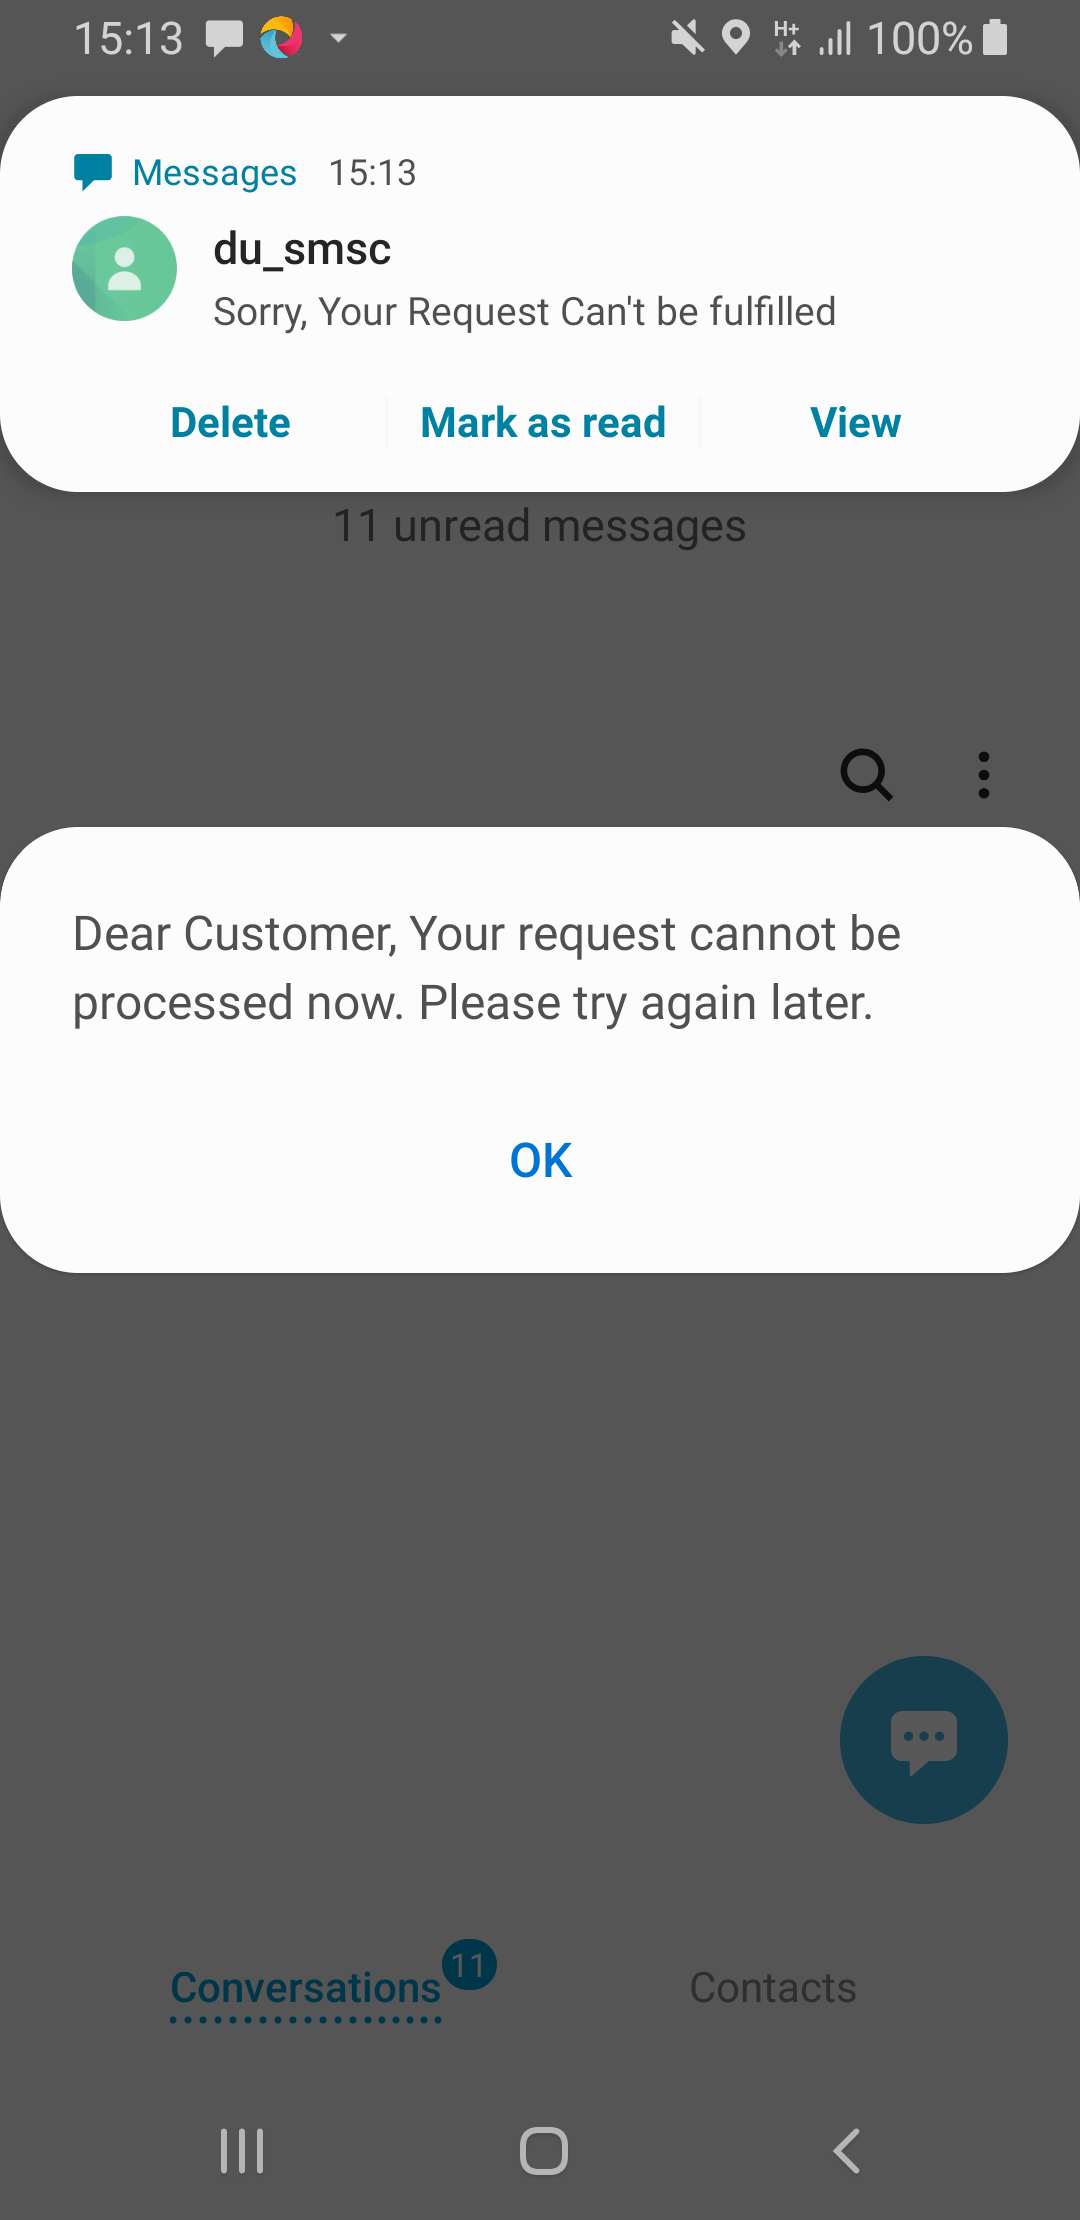 15:13
H+
100%
Messages 15:13
du_smsc
Sorry, Your Request Can't be fulfilled
Delete
Mark as read
View
11 unread messages
Dear Customer, Your request cannot be
processed now. Please try again later.
OK
Conversations
11
Contacts